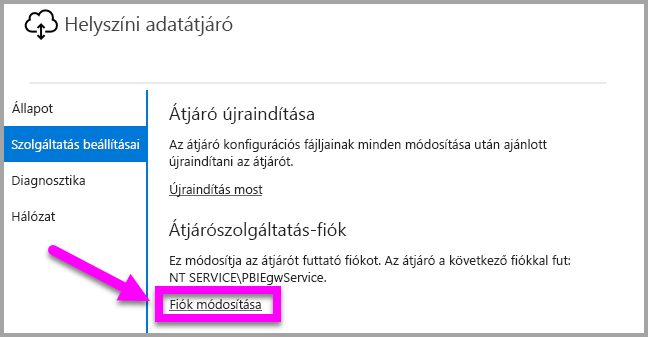 Helyszíni adatátjáró
Állapot
Szolgáltatás beállításai
Diagnosztika
Hálózat
Átjáró újraindítása
Az átjáró konfigurációs fájljainak minden módosítása után ajánlott
újraindítani az átjárót.
Újraindítás most
Átjárószolgáltatás-fiók
Ez módosítja az átjárót futtató fiókot. Az átjáró a következő fiókkal fut:
NT SERVICE\PBIEgwService.
Fiók módosítása